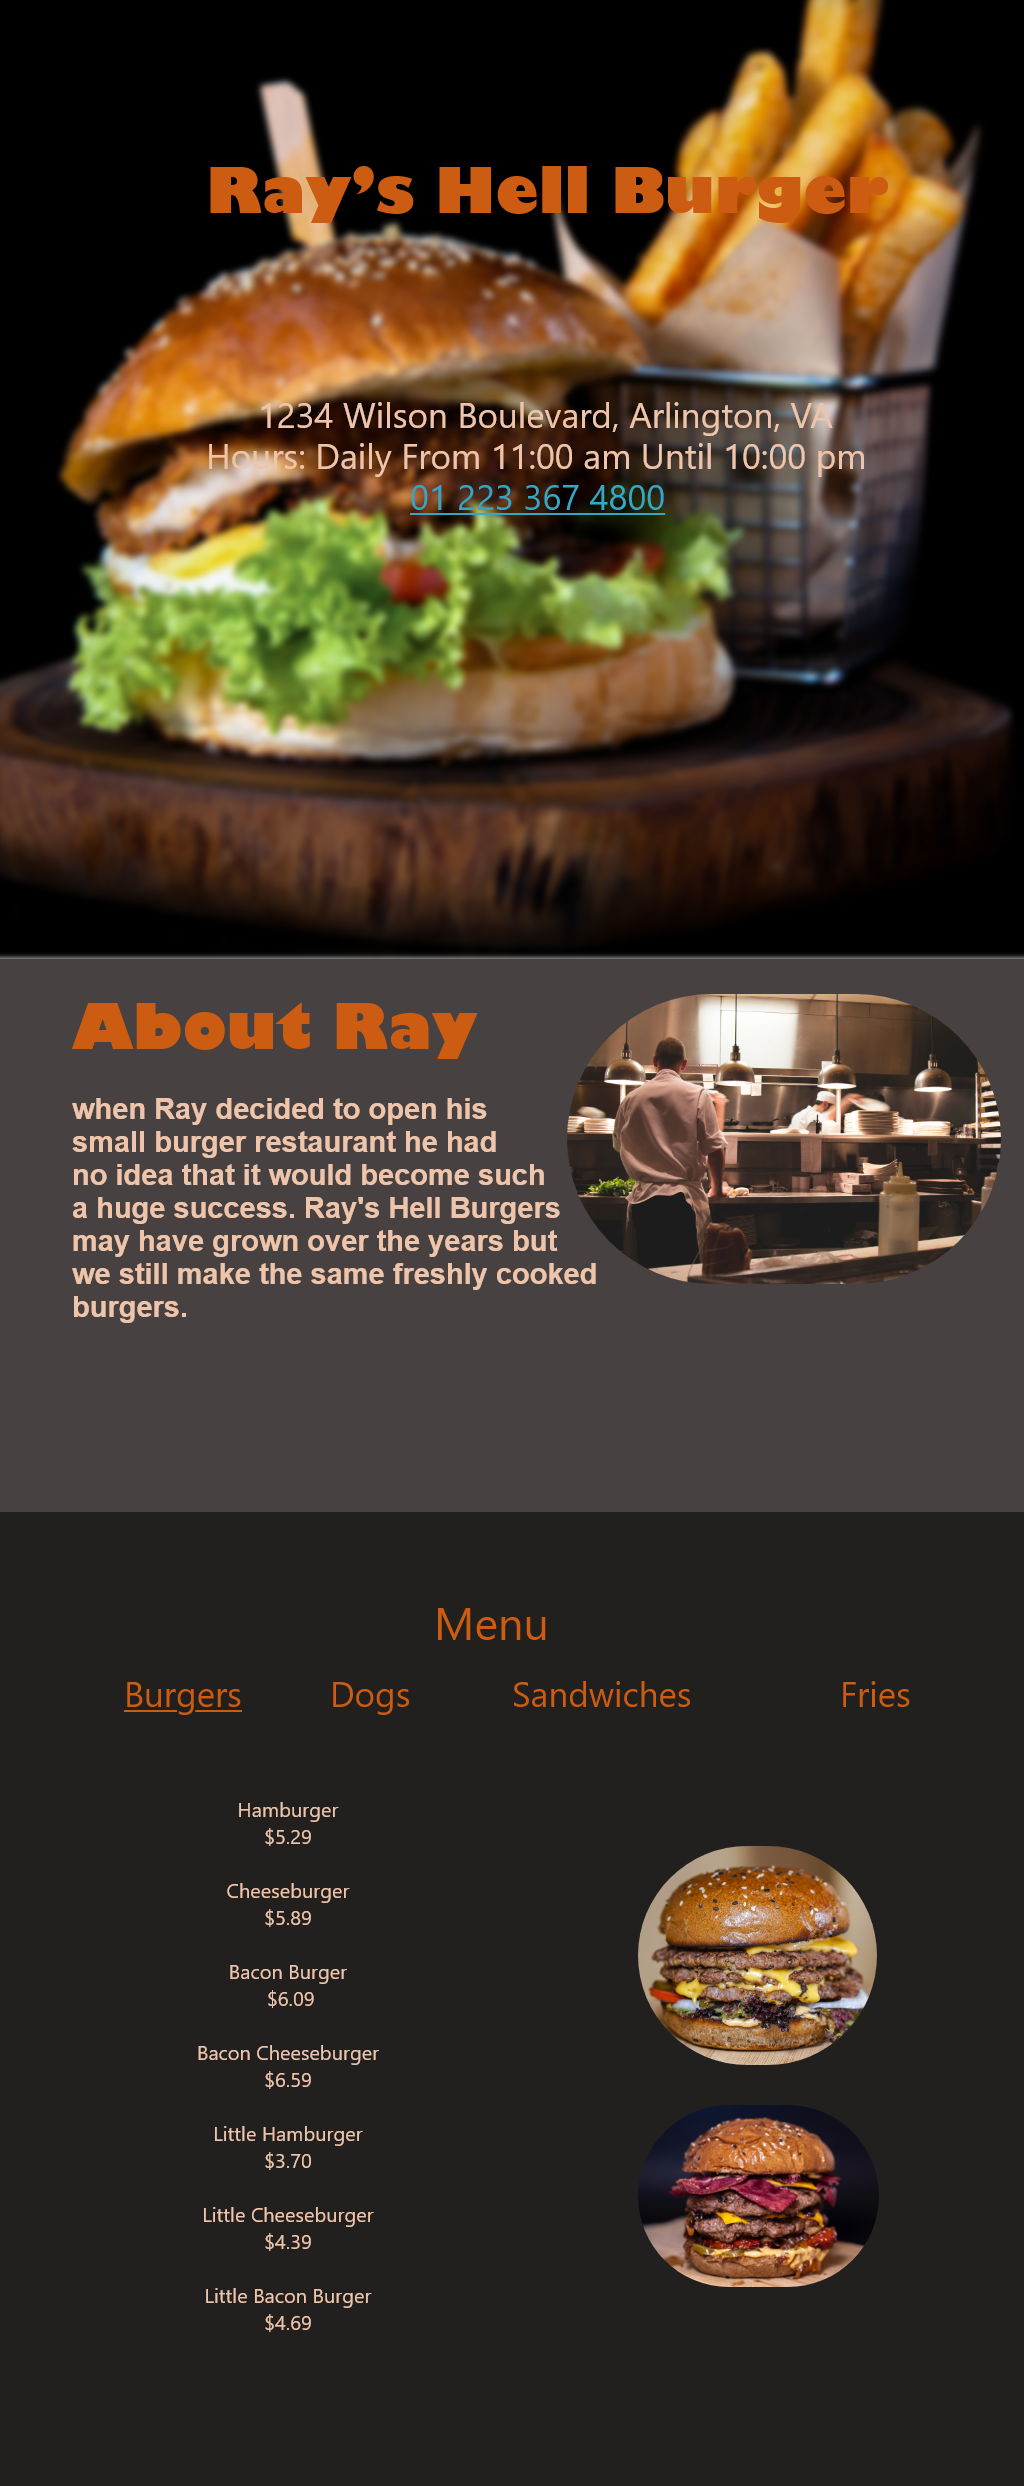 Ray’s Hell Burger
1234 Wilson Boulevard, Arlington, VA
Hours: Daily From 11:00 am Until 10:00 pm
01 223 367 4800
About Ray
when Ray decided to open his
small burger restaurant he had
no idea that it would become such
a huge success. Ray's Hell Burgers
may have grown over the years but
we still make the same freshly cooked
burgers.
Menu
Burgers Dogs Sandwiches Fries
Hamburger
$5.29
Cheeseburger
$5.89
Bacon Burger
$6.09
Bacon Cheeseburger
$6.59
Little Hamburger
$3.70
Little Cheeseburger
$4.39
Little Bacon Burger
$4.69